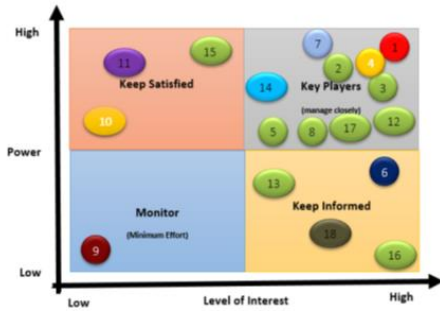 High
7
1
11
15
2
4
Keep Satisfied
14
Key Players
3
(manage closely)
10
5
8
17
12
Power
13
6
Monitor
Keep Informed
(Minimum Effort)
18
9
16
Low
Low
Level of Interest
High